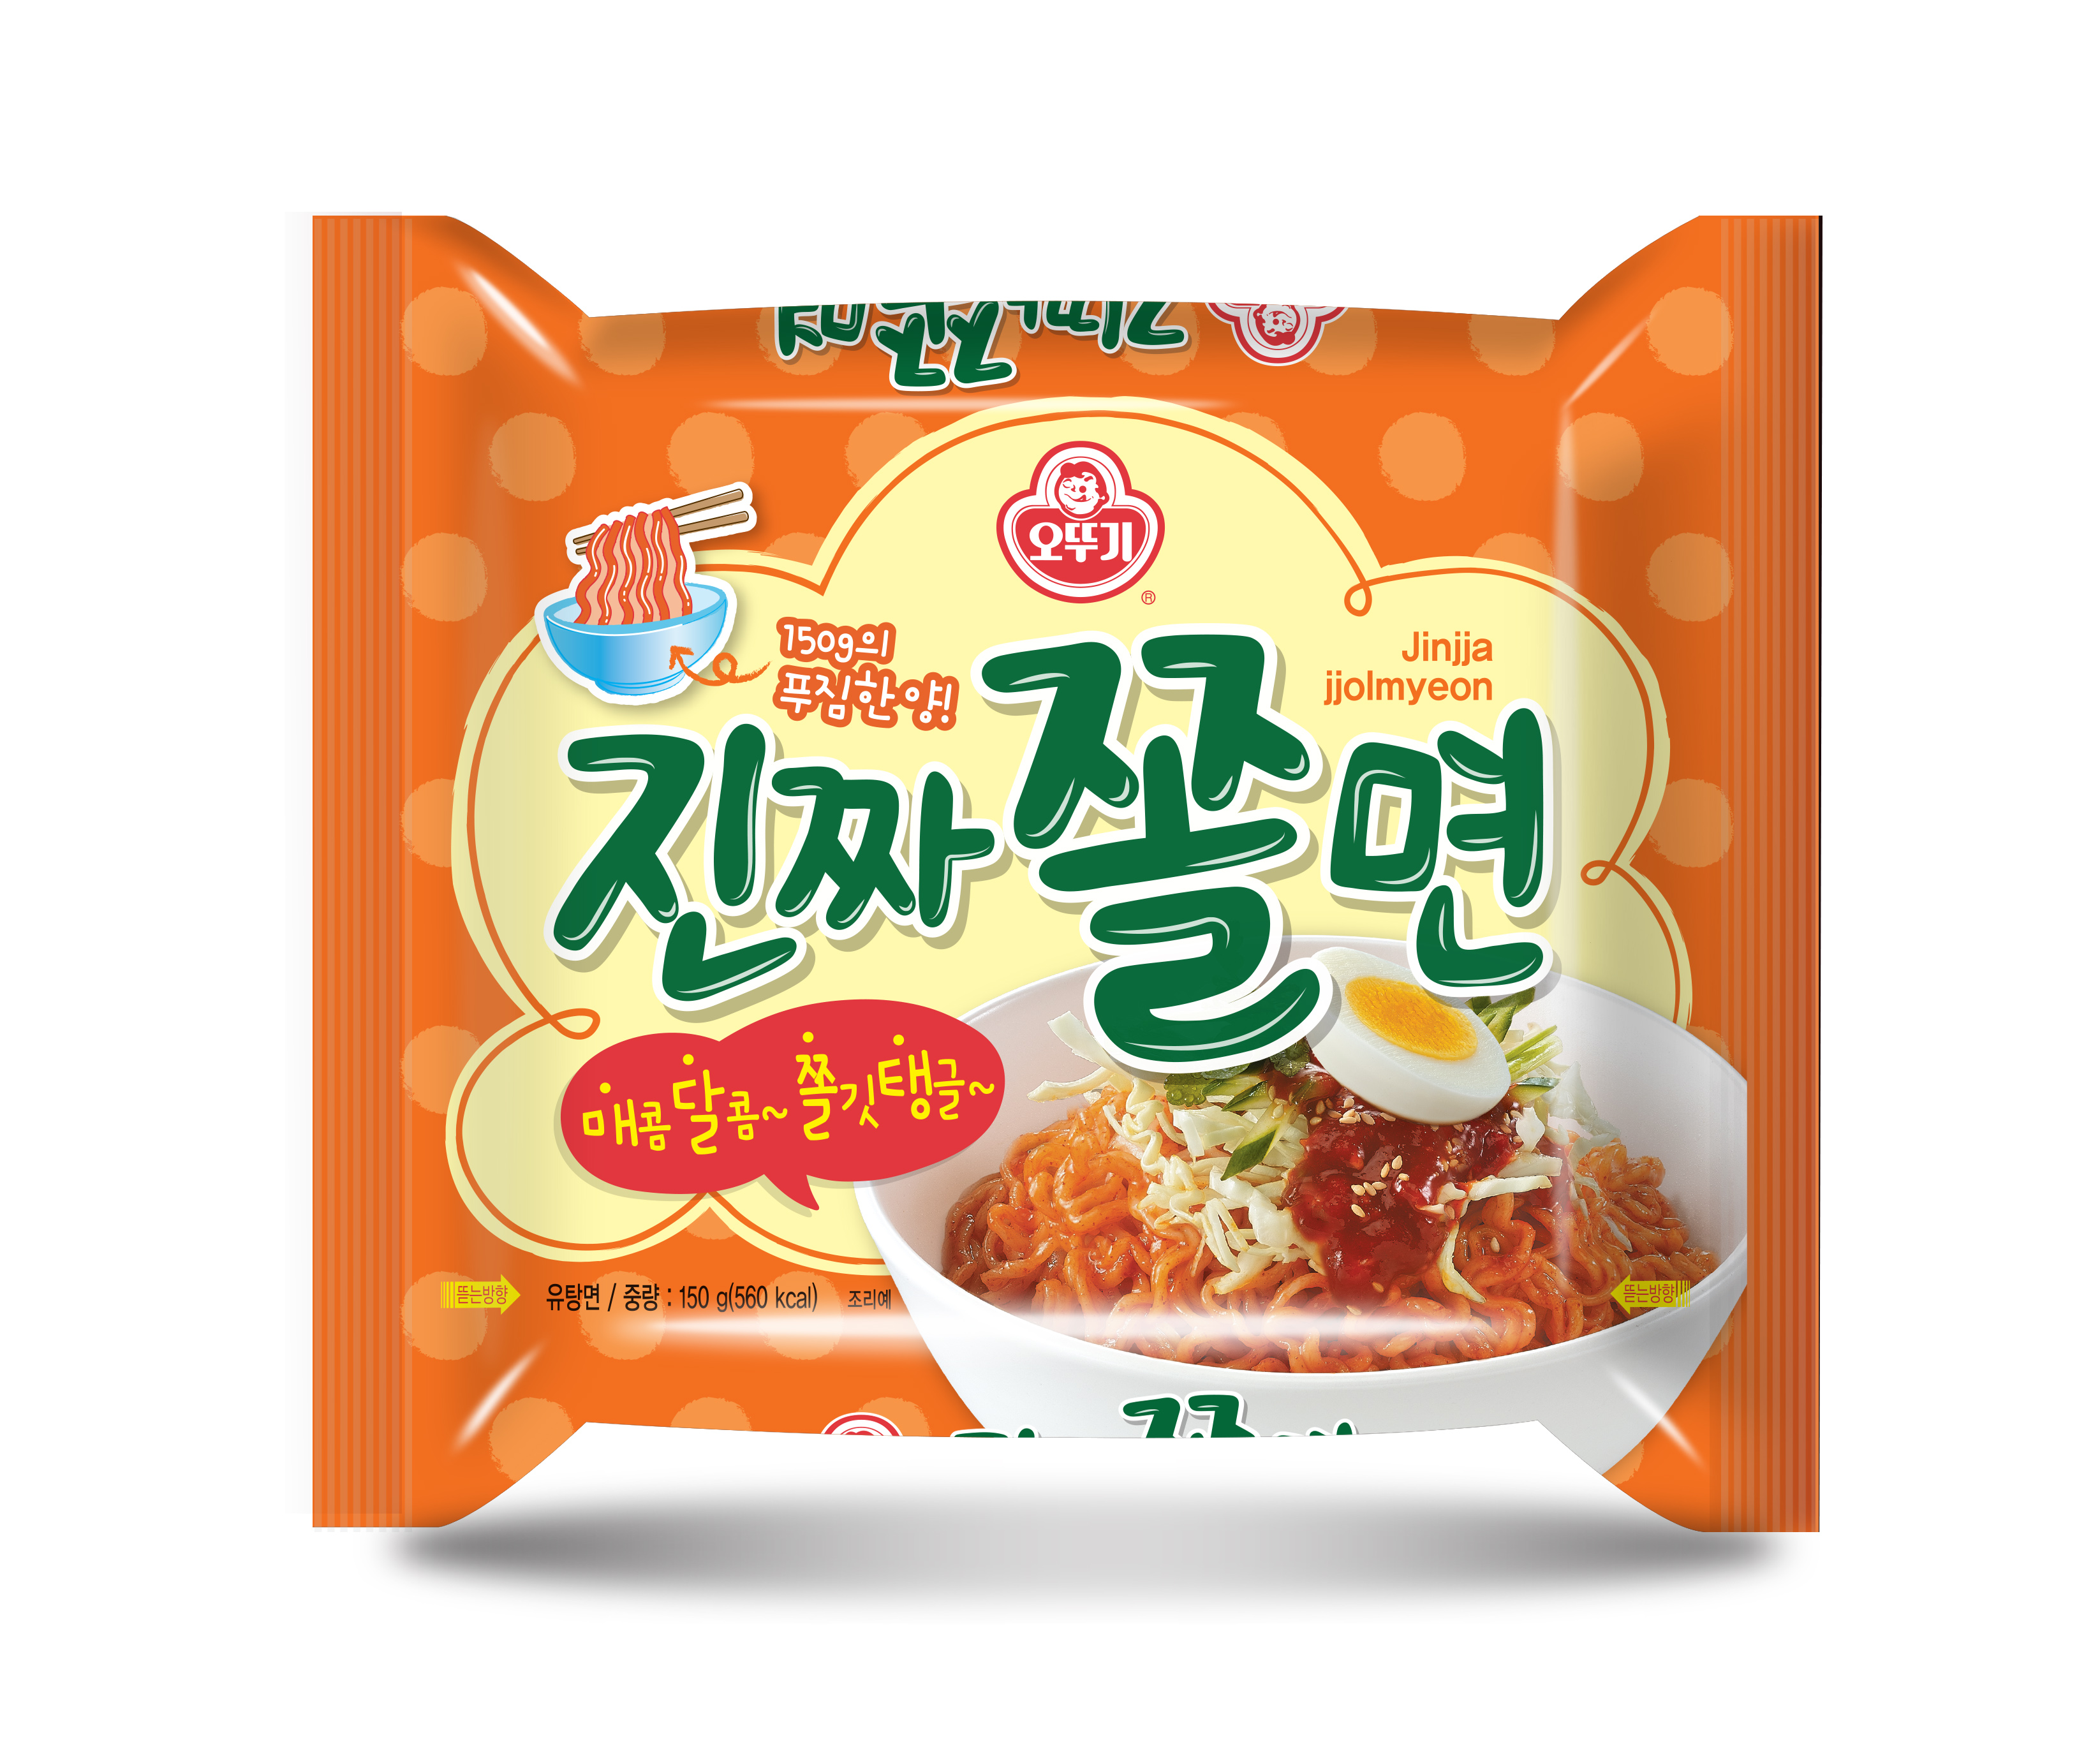 오뚜기
®
150g의
푸짐한 양!
Jinjja
jjolmyeon
진짜쫄면
매콤달콤~ 쫄깃탱글~
뜯는방향
유탕면 / 중량 : 150 g(560 kcal) 조리예
뜯는방향